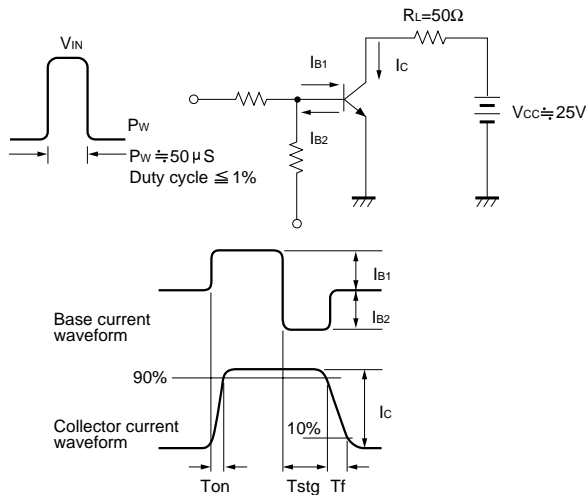 RL=50Ω
VIN
IB1
IC
VCC≒25V
PW
IB2
PW≒50μS
Duty cycle ≦ 1%
IB1
IB2
Base current
waveform
90%
IC
10%
Collector current
waveform
Ton
Tstg
Tf